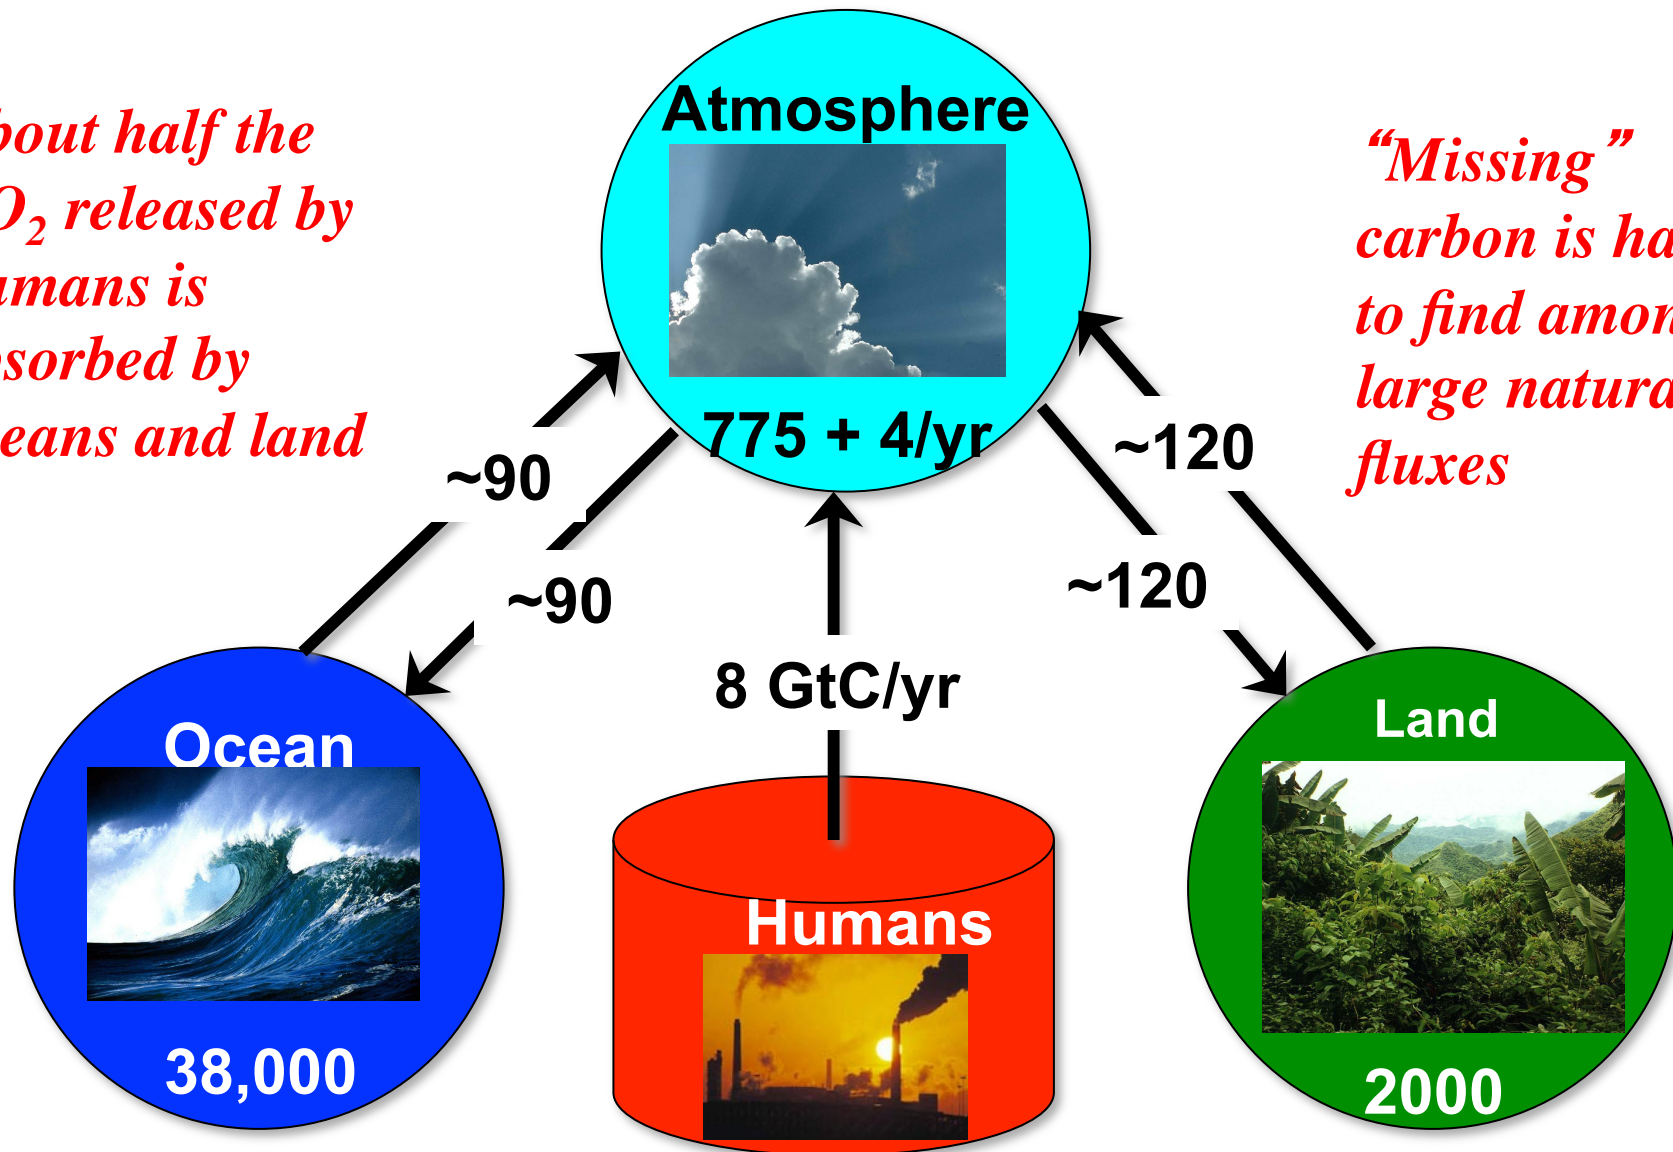 Atmosphere
775 + 4/yr
bout half the
O2 released by
umans is
sorbed by
eans and land
“Missing”
carbon is ha
to find amon
large natura
fluxes
~90
~90
~120
~120
8 GtC/yr
Ocean
38,000
Humans
Land
2000